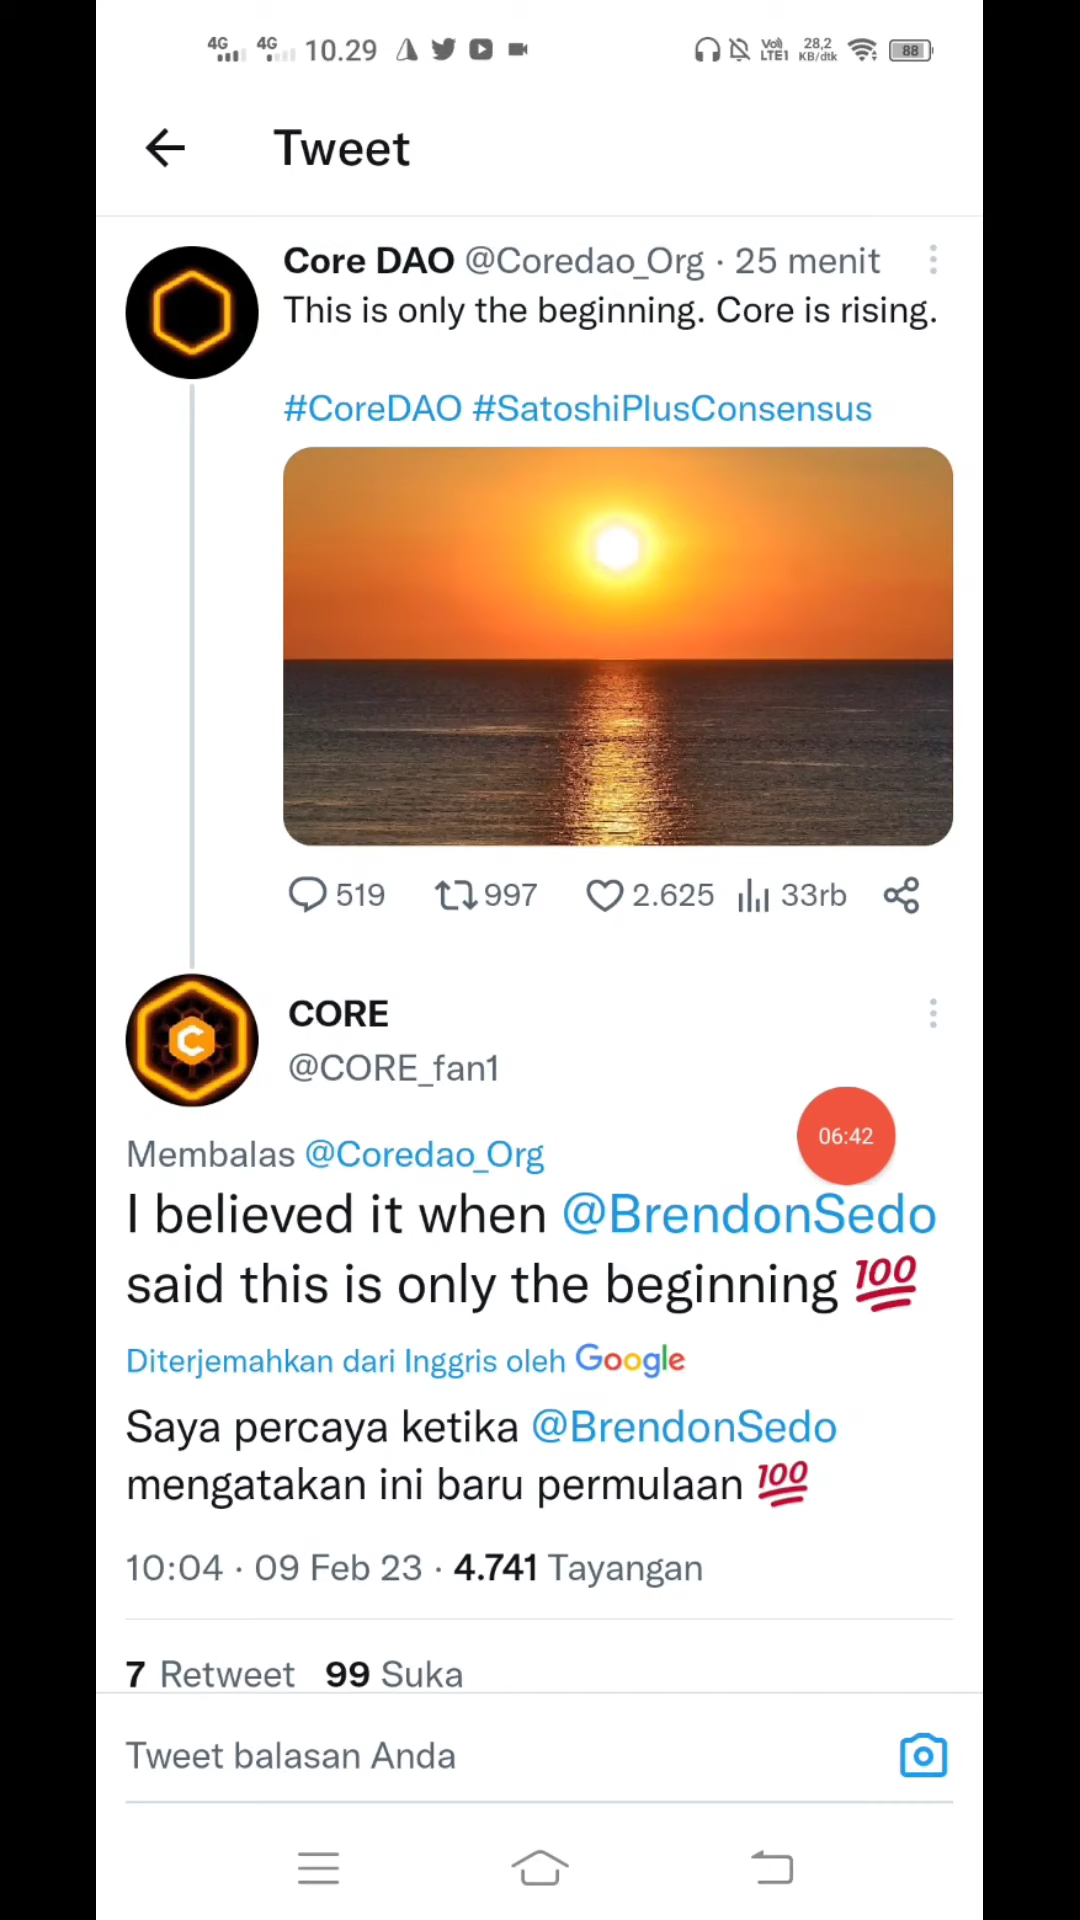 4G 4G 10.29 Vo) LTE1 28,2 KB/dtk 88
Tweet
Core DAO @Coredao_Org · 25 menit
This is only the beginning. Core is rising.
#CoreDAO #SatoshiPlusConsensus
519 997 2.625 33rb
CORE
@CORE_fan1
06:42
Membalas @Coredao_Org
I believed it when @BrendonSedo
said this is only the beginning 💯
Diterjemahkan dari Inggris oleh Google
Saya percaya ketika @BrendonSedo
mengatakan ini baru permulaan 💯
10:04 · 09 Feb 23 · 4.741 Tayangan
7 Retweet 99 Suka
Tweet balasan Anda